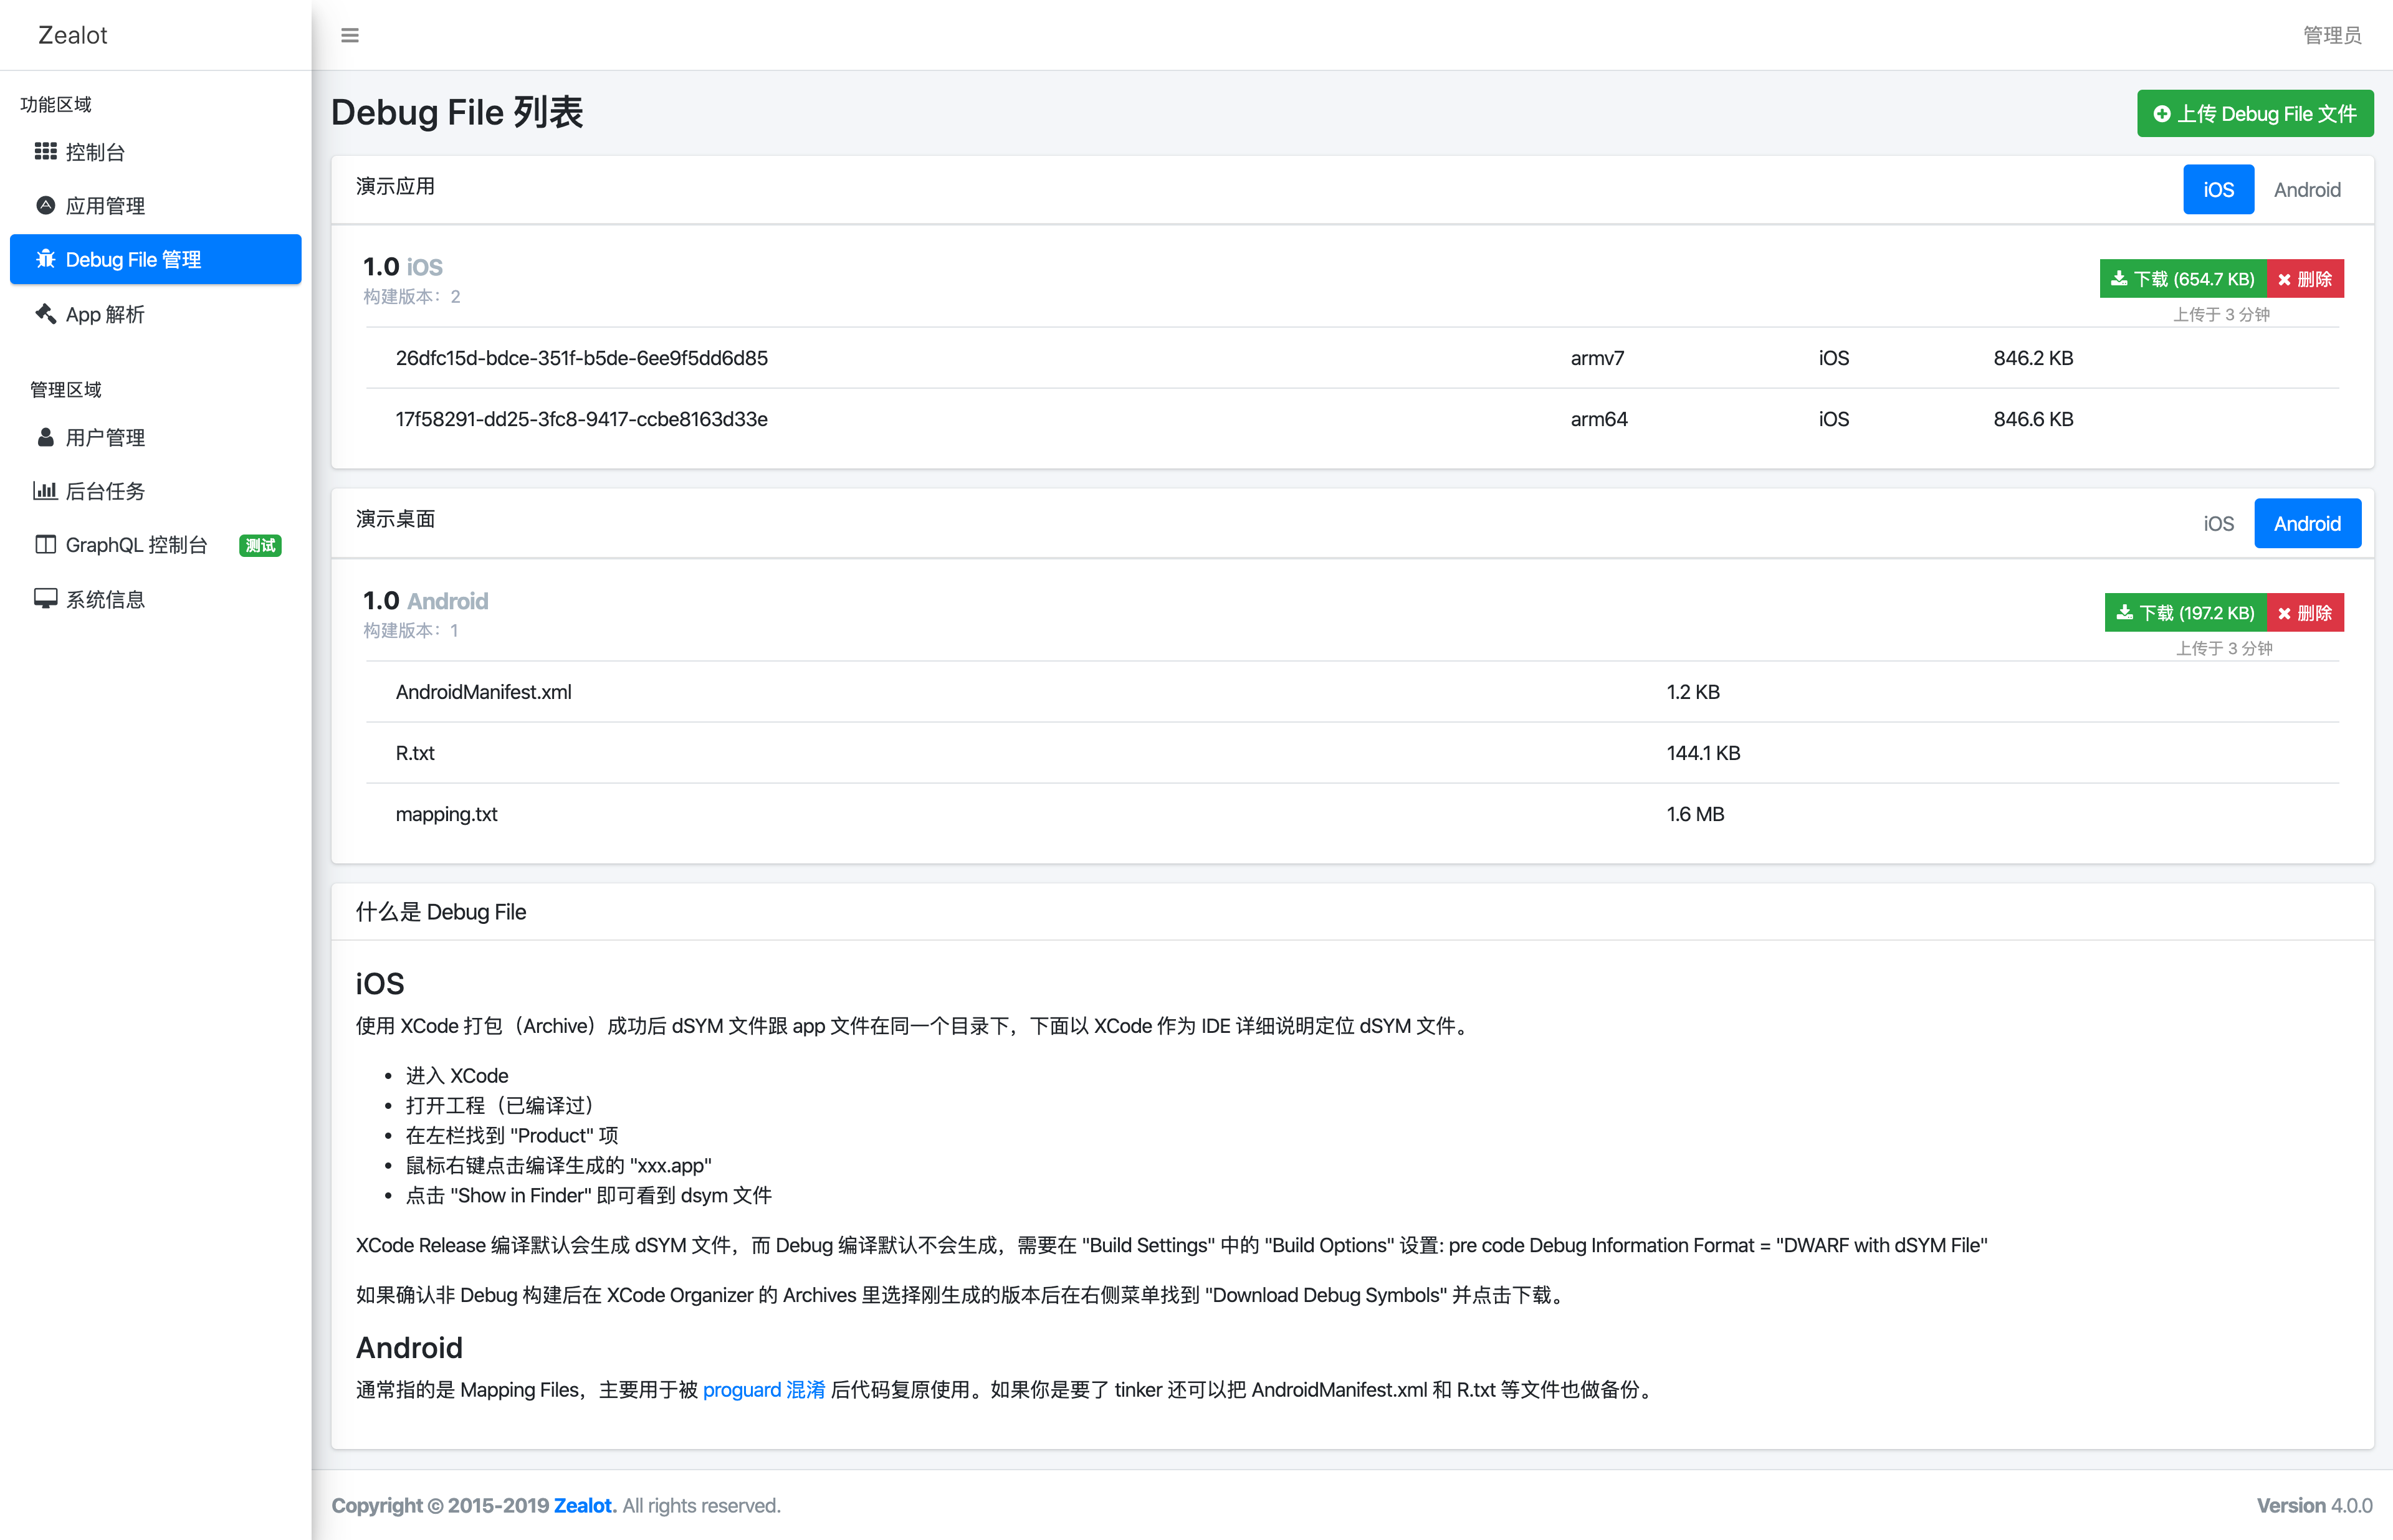 Zealot
管理员
功能区域
控制台
应用管理
Debug File 管理
App 解析
管理区域
用户管理
后台任务
GraphQL 控制台 测试
系统信息
Debug File 列表
上传 Debug File 文件
演示应用
iOS Android
1.0 iOS
构建版本：2
下载 (654.7 KB) 删除
上传于 3 分钟
26dfc15d-bdce-351f-b5de-6ee9f5dd6d85 armv7 iOS 846.2 KB
17f58291-dd25-3fc8-9417-ccbe8163d33e arm64 iOS 846.6 KB
演示桌面
iOS Android
1.0 Android
构建版本：1
下载 (197.2 KB) 删除
上传于 3 分钟
AndroidManifest.xml 1.2 KB
R.txt 144.1 KB
mapping.txt 1.6 MB
什么是 Debug File
iOS
使用 XCode 打包（Archive）成功后 dSYM 文件跟 app 文件在同一个目录下，下面以 XCode 作为 IDE 详细说明定位 dSYM 文件。
• 进入 XCode
• 打开工程（已编译过）
• 在左栏找到 "Product" 项
• 鼠标右键点击编译生成的 "xxx.app"
• 点击 "Show in Finder" 即可看到 dsym 文件
XCode Release 编译默认会生成 dSYM 文件，而 Debug 编译默认不会生成，需要在 "Build Settings" 中的 "Build Options" 设置: pre code Debug Information Format = "DWARF with dSYM File"
如果确认非 Debug 构建后在 XCode Organizer 的 Archives 里选择刚生成的版本后在右侧菜单找到 "Download Debug Symbols" 并点击下载。
Android
通常指的是 Mapping Files，主要用于被 proguard 混淆 后代码复原使用。如果你是要了 tinker 还可以把 AndroidManifest.xml 和 R.txt 等文件也做备份。
Copyright © 2015-2019 Zealot. All rights reserved.
Version 4.0.0